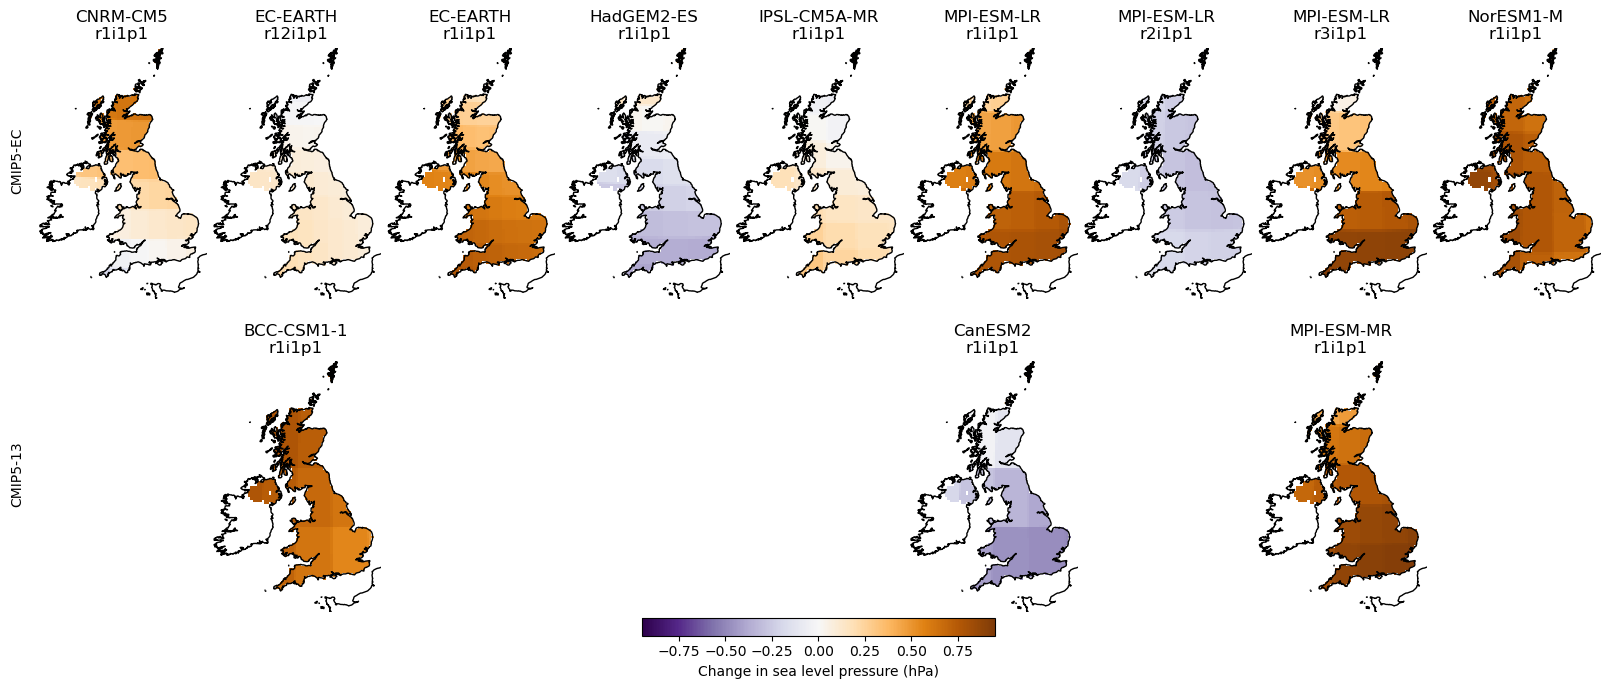 CNRM-CM5
r1i1p1
EC-EARTH
r12i1p1
EC-EARTH
r1i1p1
HadGEM2-ES
r1i1p1
IPSL-CM5A-MR
r1i1p1
MPI-ESM-LR
r1i1p1
MPI-ESM-LR
r2i1p1
MPI-ESM-LR
r3i1p1
NorESM1-M
r1i1p1
CMIP5-EC
BCC-CSM1-1
r1i1p1
CanESM2
r1i1p1
MPI-ESM-MR
r1i1p1
CMIP5-13
−0.75 −0.50 −0.25 0.00 0.25 0.50 0.75
Change in sea level pressure (hPa)